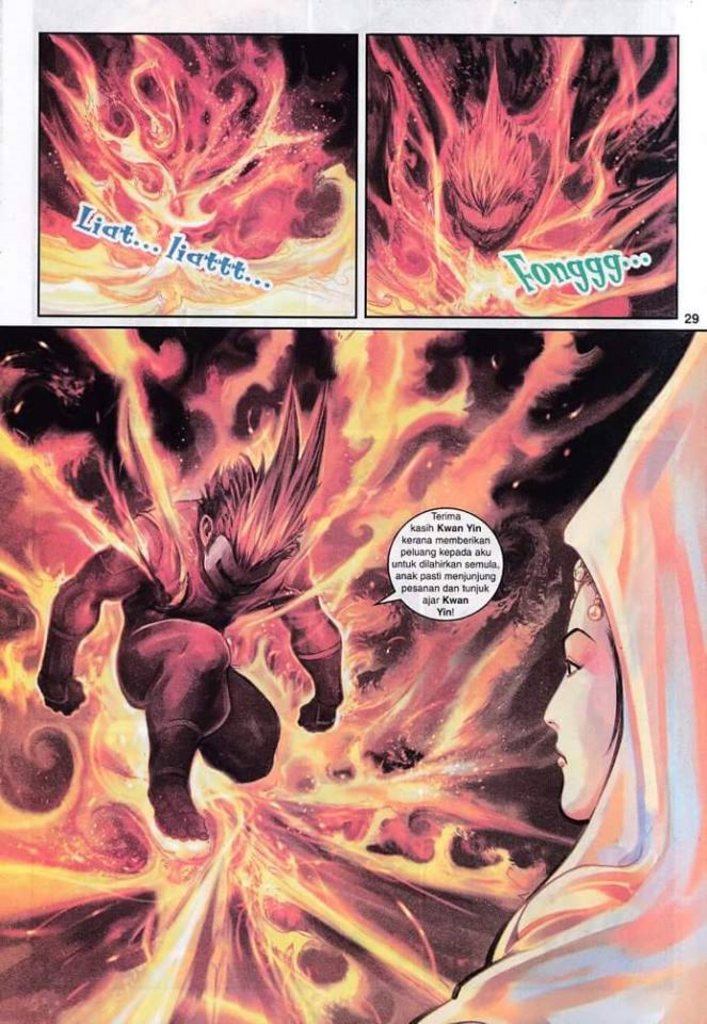 Liat... liattt...
Fonggg...
29
Terima
kasih Kwan Yin
kerana memberikan
peluang kepada aku
untuk dilahirkan semula,
anak pasti menjunjung
pesanan dan tunjuk
ajar Kwan
Yin!